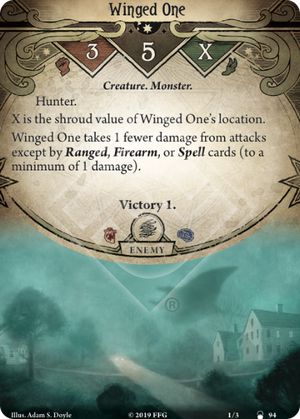 Winged One
3 5 X
Creature. Monster.
Hunter.
X is the shroud value of Winged One's location.
Winged One takes 1 fewer damage from attacks
except by Ranged, Firearm, or Spell cards (to a
minimum of 1 damage).
Victory 1.
ENEMY
®
Illus. Adam S. Doyle © 2019 FFG 1/3 94